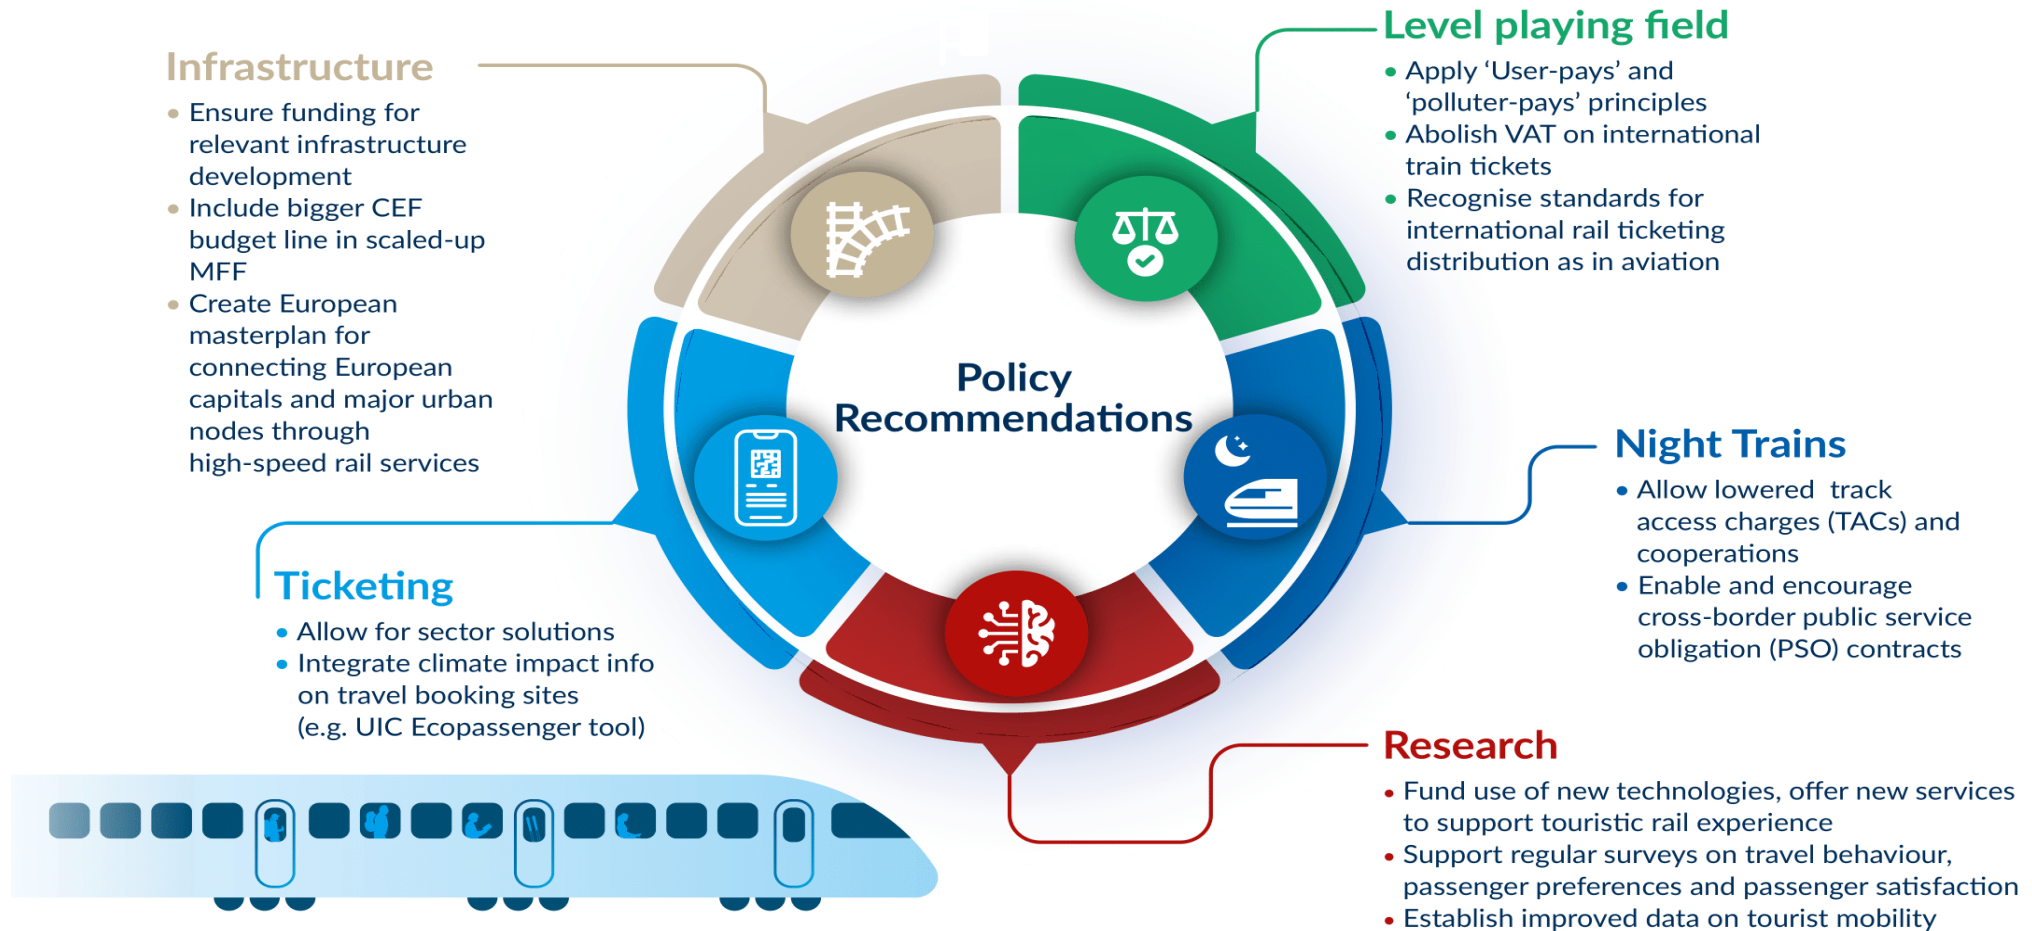 Infrastructure
• Ensure funding for
relevant infrastructure
development
• Include bigger CEF
budget line in scaled-up
MFF
• Create European
masterplan for
connecting European
capitals and major urban
nodes through
high-speed rail services
Level playing field
• Apply ‘User-pays’ and
‘polluter-pays’ principles
• Abolish VAT on international
train tickets
• Recognise standards for
international rail ticketing
distribution as in aviation
Policy
Recommendations
Night Trains
• Allow lowered track
access charges (TACs) and
cooperations
• Enable and encourage
cross-border public service
obligation (PSO) contracts
Ticketing
• Allow for sector solutions
• Integrate climate impact info
on travel booking sites
(e.g. UIC Ecopassenger tool)
Research
• Fund use of new technologies, offer new services
to support touristic rail experience
• Support regular surveys on travel behaviour,
passenger preferences and passenger satisfaction
• Establish improved data on tourist mobility